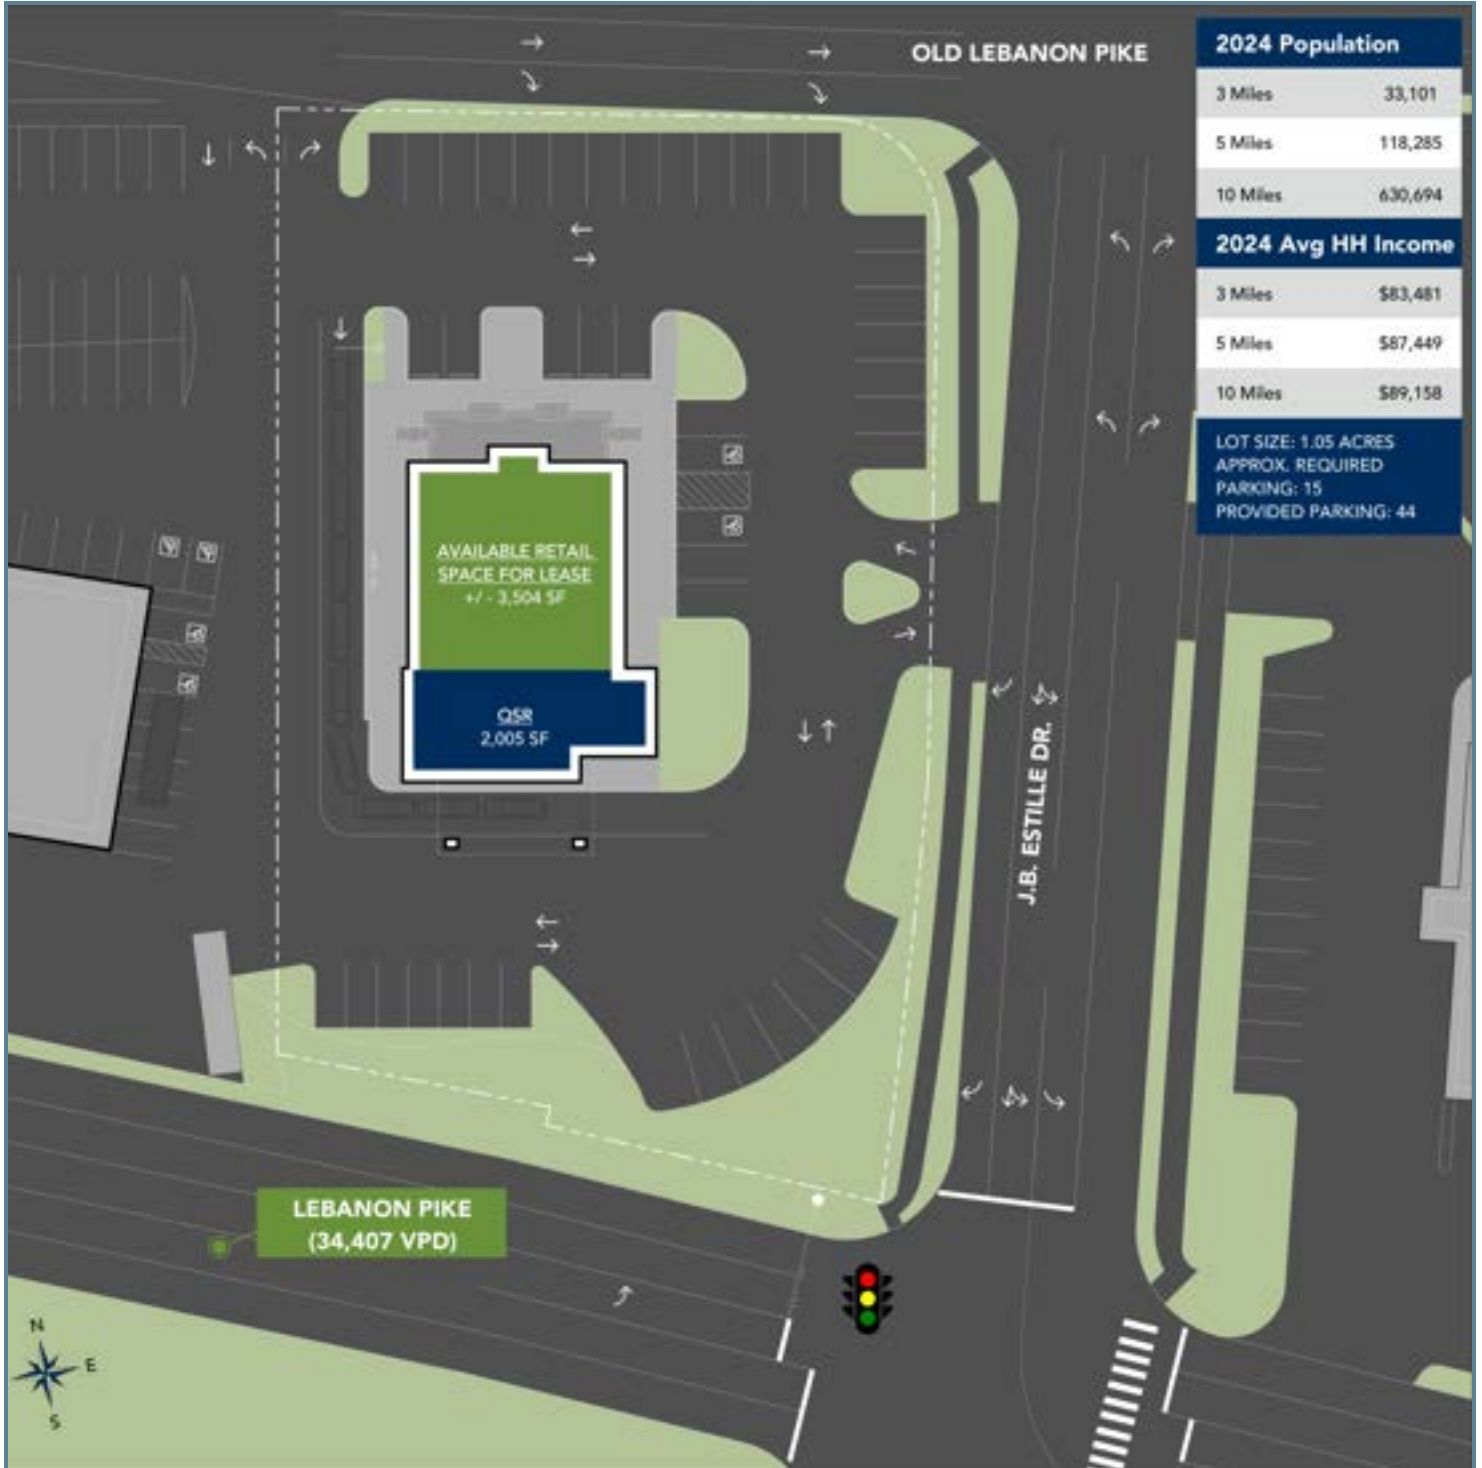 OLD LEBANON PIKE
2024 Population
3 Miles 33,101
5 Miles 118,285
10 Miles 630,694
2024 Avg HH Income
3 Miles $83,481
5 Miles $87,449
10 Miles $89,158
LOT SIZE: 1.05 ACRES
APPROX. REQUIRED
PARKING: 15
PROVIDED PARKING: 44
AVAILABLE RETAIL
SPACE FOR LEASE
+/- 3,504 SF
QSR
2,005 SF
J.B. ESTILLE DR.
LEBANON PIKE
(34,407 VPD)
N
E
S